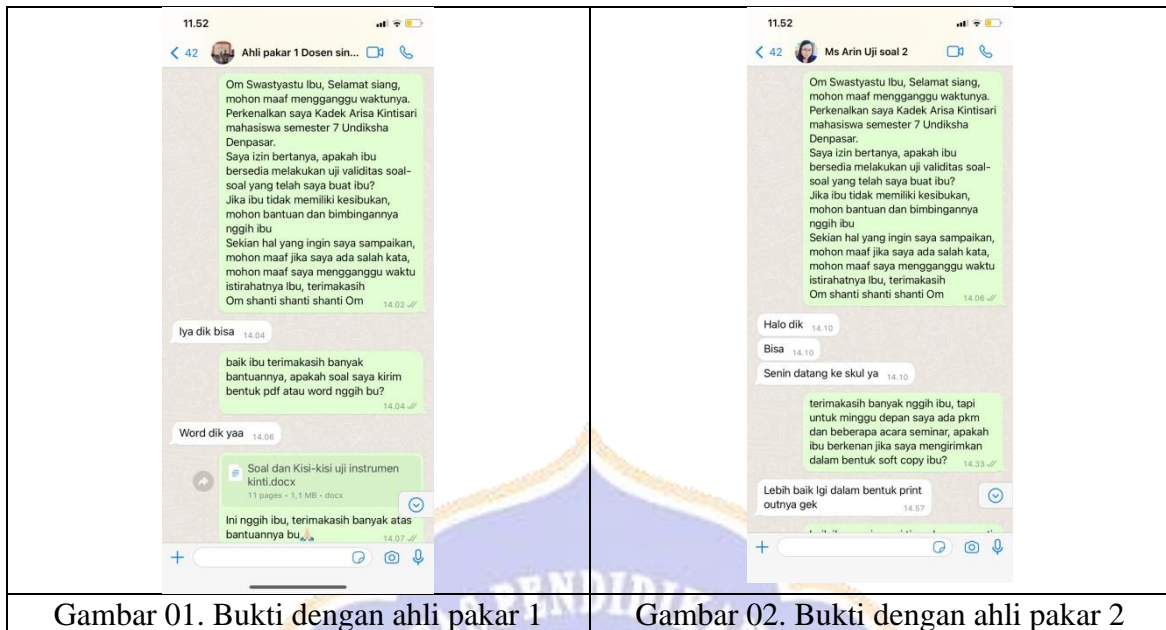 11.52
42 Ahli pakar 1 Dosen sin...
Om Swastyastu Ibu, Selamat siang,
mohon maaf mengganggu waktunya.
Perkenalkan saya Kadek Arisa Kintisari
mahasiswa semester 7 Undiksha
Denpasar.
Saya izin bertanya, apakah ibu
bersedia melakukan uji validitas soal-
soal yang telah saya buat ibu?
Jika ibu tidak memiliki kesibukan,
mohon bantuan dan bimbingannya
nggih ibu
Sekian hal yang ingin saya sampaikan,
mohon maaf jika saya ada salah kata,
mohon maaf saya mengganggu waktu
istirahatnya Ibu, terimakasih
Om shanti shanti shanti Om 14.02
Iya dik bisa 14.04
baik ibu terimakasih banyak
bantuannya, apakah soal saya kirim
bentuk pdf atau word nggih bu?
14.04
Word dik yaa 14.06
Soal dan Kisi-kisi uji instrumen
kinti.docx
11 pages • 1,1 MB • docx
Ini nggih ibu, terimakasih banyak atas
bantuannya bu🙏 14.07
Gambar 01. Bukti dengan ahli pakar 1
11.52
42 Ms Arin Uji soal 2
Om Swastyastu Ibu, Selamat siang,
mohon maaf mengganggu waktunya.
Perkenalkan saya Kadek Arisa Kintisari
mahasiswa semester 7 Undiksha
Denpasar.
Saya izin bertanya, apakah ibu
bersedia melakukan uji validitas soal-
soal yang telah saya buat ibu?
Jika ibu tidak memiliki kesibukan,
mohon bantuan dan bimbingannya
nggih ibu
Sekian hal yang ingin saya sampaikan,
mohon maaf jika saya ada salah kata,
mohon maaf saya mengganggu waktu
istirahatnya Ibu, terimakasih
Om shanti shanti shanti Om 14.06
Halo dik 14.10
Bisa 14.10
Senin datang ke skul ya 14.10
terimakasih banyak nggih ibu, tapi
untuk minggu depan saya ada pkm
dan beberapa acara seminar, apakah
ibu berkenan jika saya mengirimkan
dalam bentuk soft copy ibu? 14.33
Lebih baik lgi dalam bentuk print
outnya gek 14.57
Gambar 02. Bukti dengan ahli pakar 2